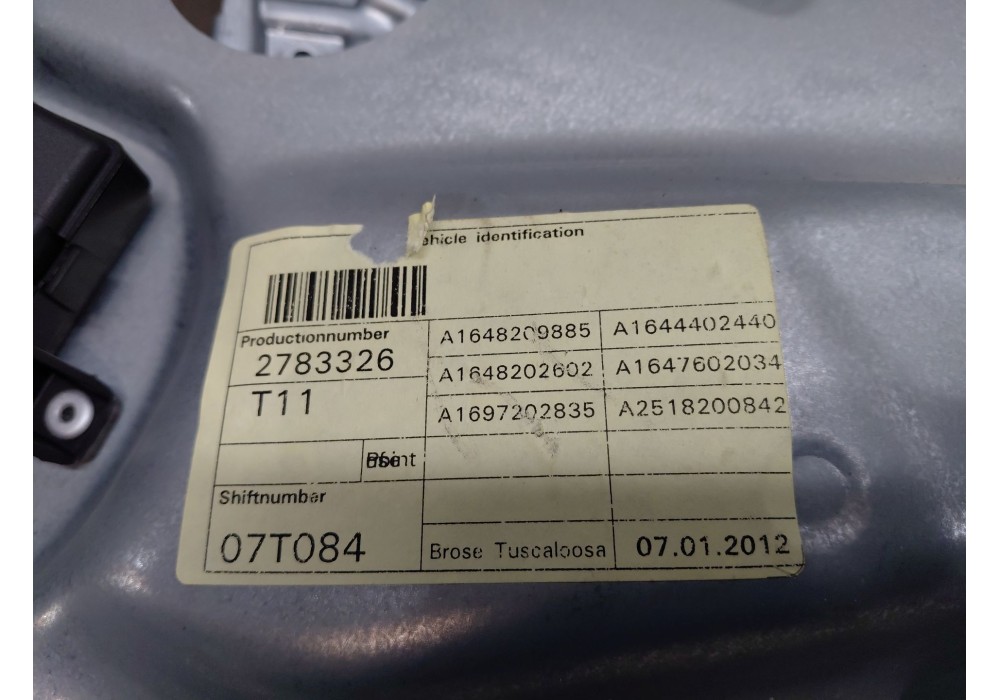 ehicle identification
Productionnumber
2783326
T11
A1648209885 A1644402440
A1648202602 A1647602034
A1697202835 A2518200842
Shiftnumber
07T084
Brose Tuscaloosa 07.01.2012